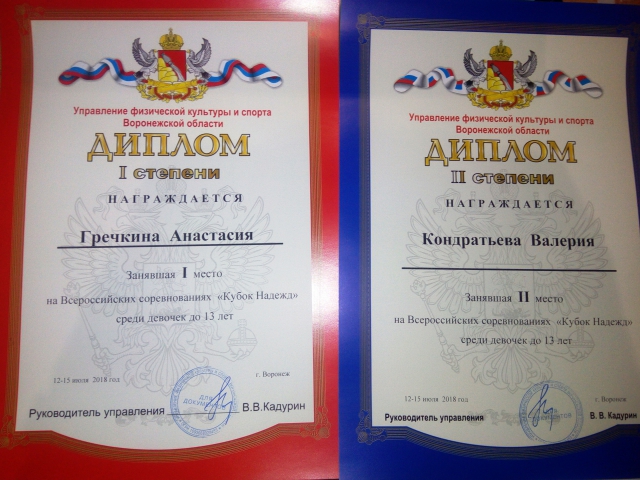 Управление физической культуры и спорта
Воронежской области
ДИПЛОМ
I степени
НАГРАЖДАЕТСЯ
Гречкина Анастасия
Занявшая I место
на Всероссийских соревнованиях «Кубок Надежд»
среди девочек до 13 лет
12-15 июля 2018 год
г. Воронеж
Руководитель управления
В.В.Кадурин
ДЛЯ
ДОКУМЕНТОВ
Управление физической культуры и спорта
Воронежской области
ДИПЛОМ
II степени
НАГРАЖДАЕТСЯ
Кондратьева Валерия
Занявшая II место
на Всероссийских соревнованиях «Кубок Надежд»
среди девочек до 13 лет
12-15 июля 2018 год
г. Воронеж
Руководитель управления
В. В. Кадурин